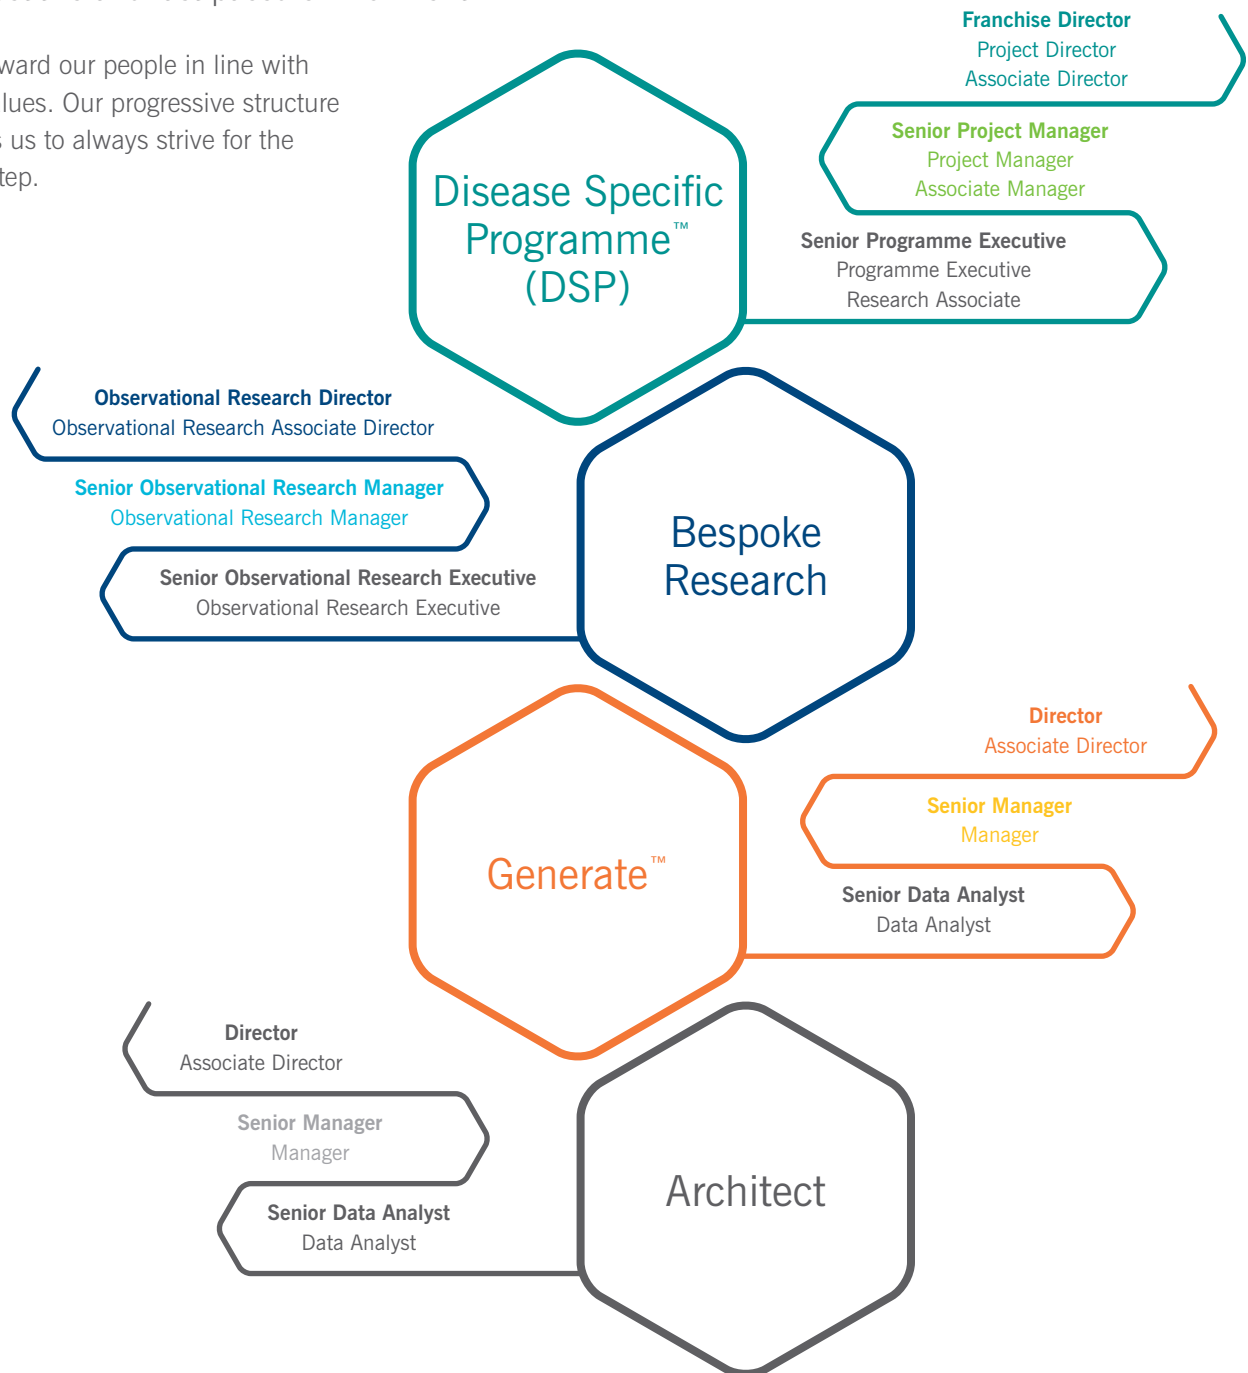 ward our people in line with
lues. Our progressive structure
s us to always strive for the
tep.
Franchise Director
Project Director
Associate Director
Senior Project Manager
Project Manager
Associate Manager
Senior Programme Executive
Programme Executive
Research Associate
Disease Specific
Programme™
(DSP)
Observational Research Director
Observational Research Associate Director
Senior Observational Research Manager
Observational Research Manager
Senior Observational Research Executive
Observational Research Executive
Bespoke
Research
Director
Associate Director
Senior Manager
Manager
Senior Data Analyst
Data Analyst
Generate™
Director
Associate Director
Senior Manager
Manager
Senior Data Analyst
Data Analyst
Architect